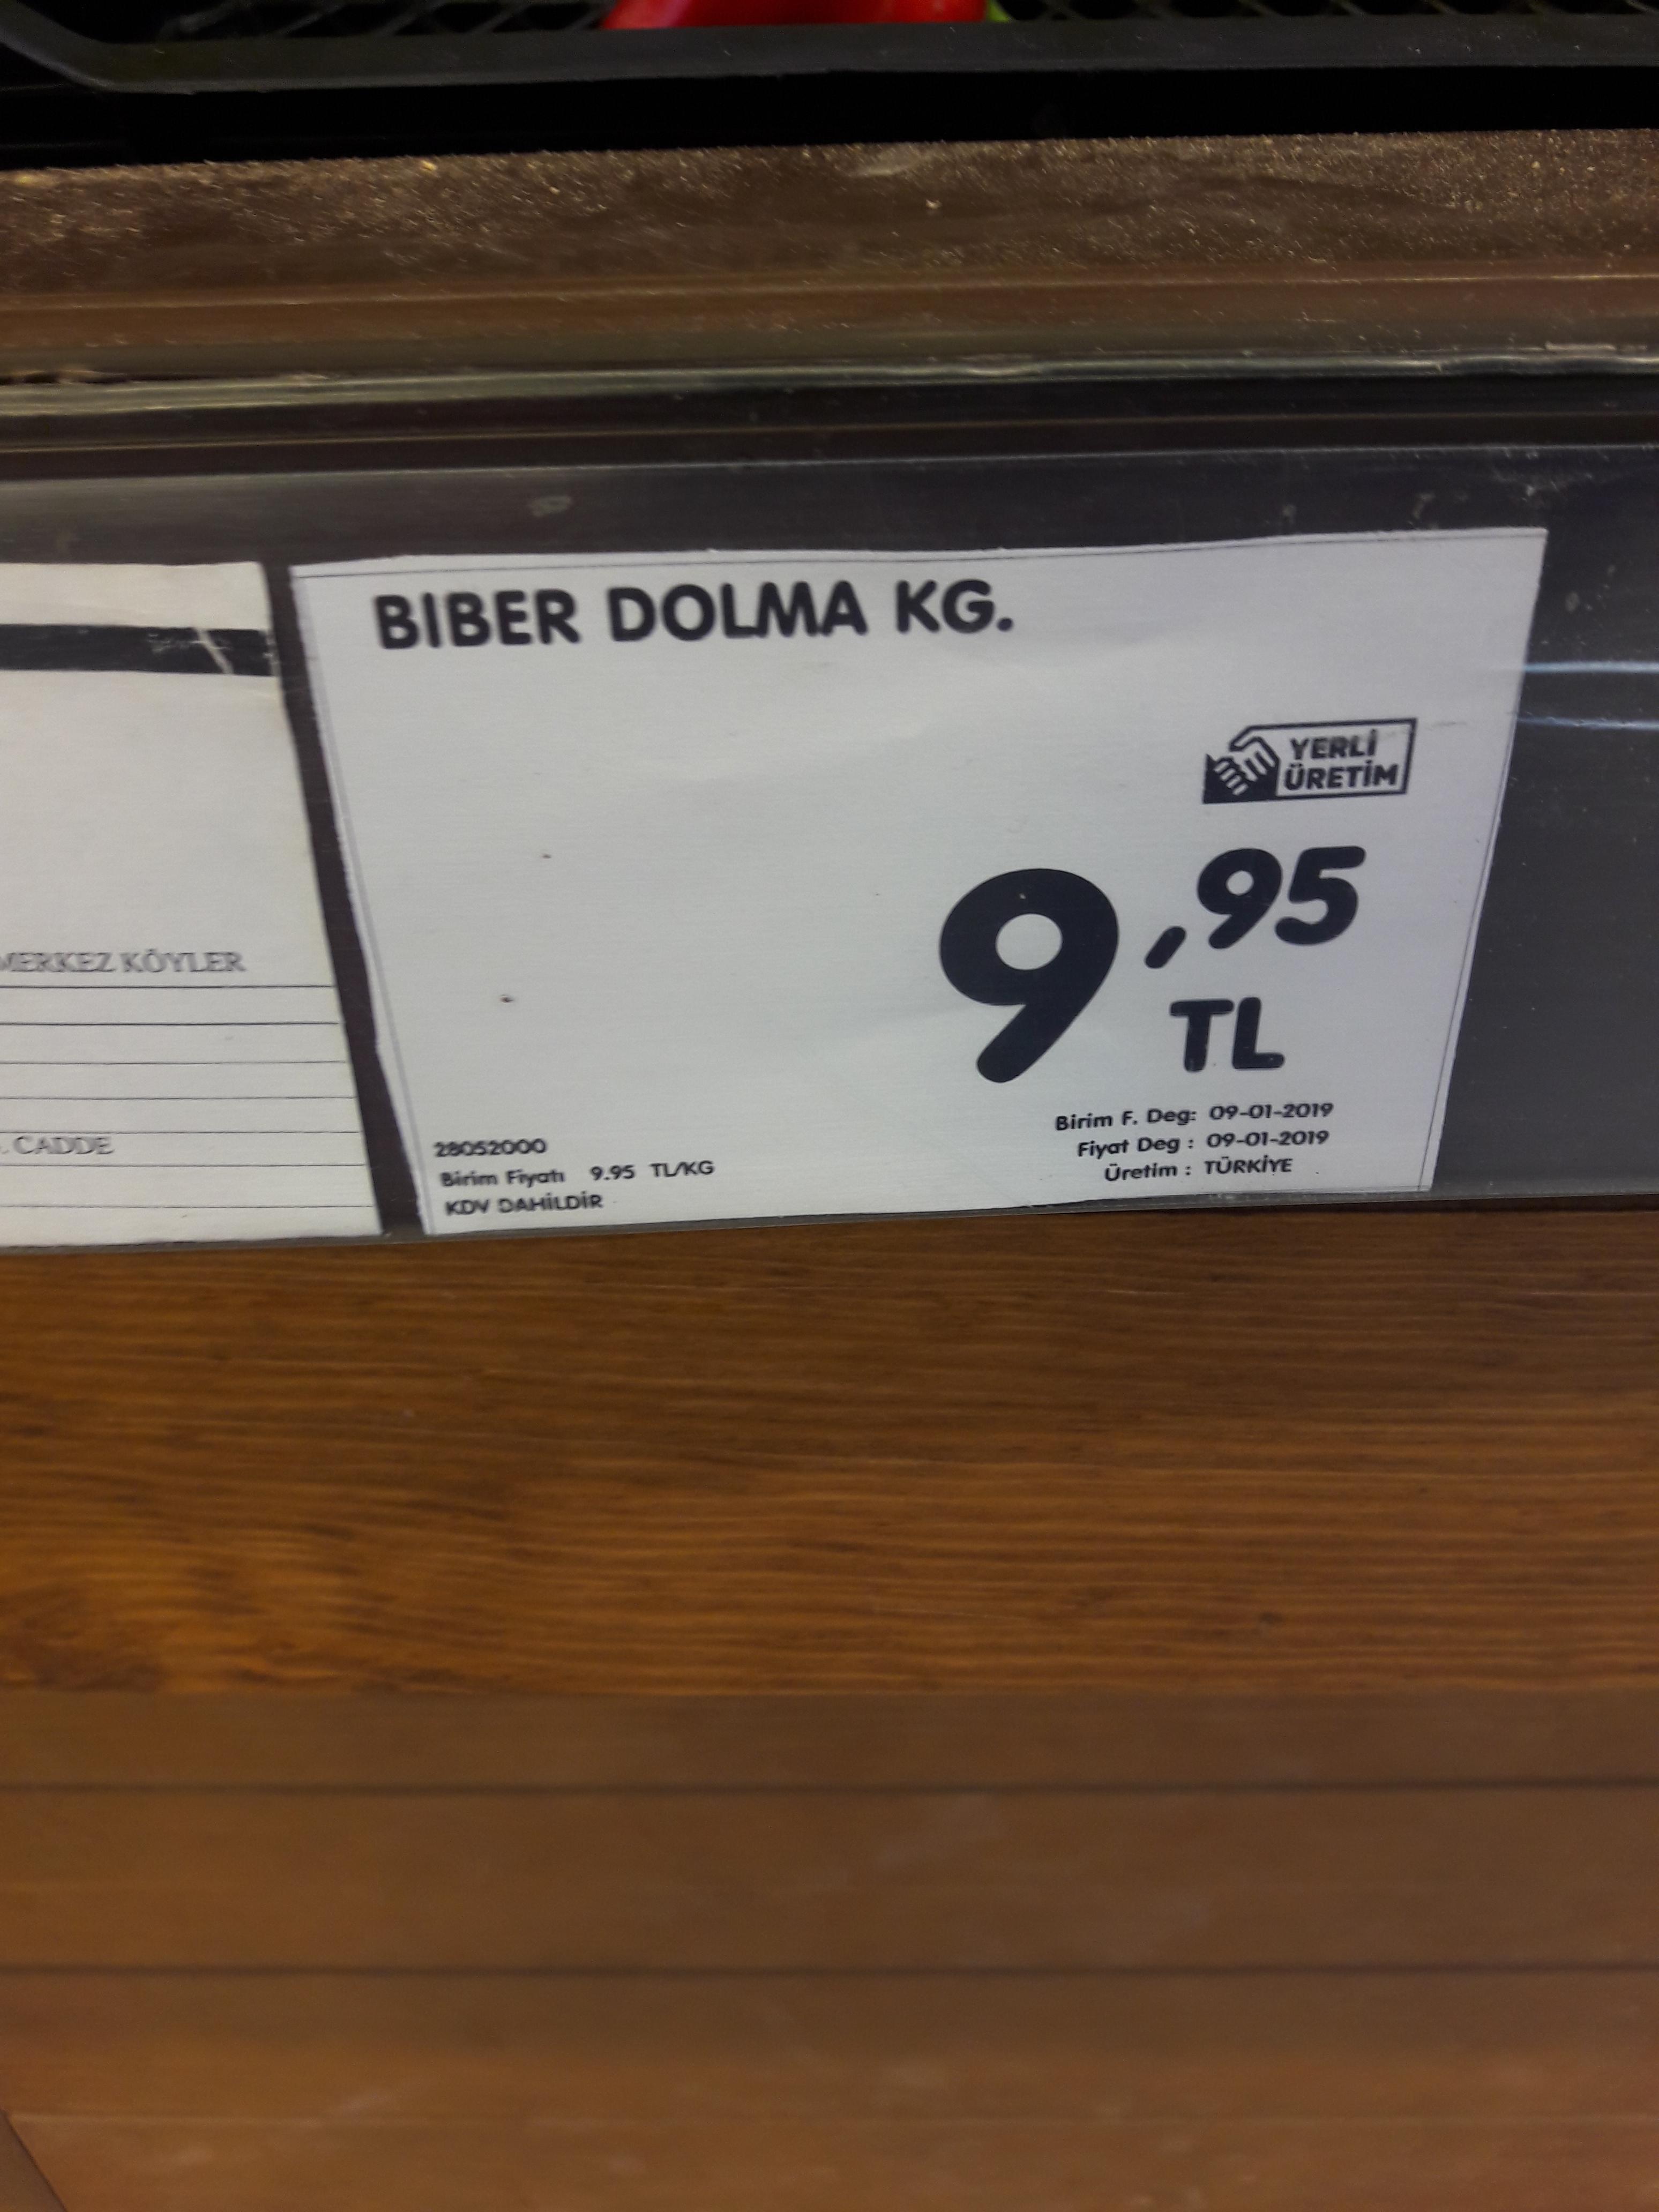 BIBER DOLMA KG.
YERLİ
ÜRETİM
9,95
TL
28052000
Birim Fiyatı 9.95 TL/KG
KDV DAHİLDİR
Birim F. Deg: 09-01-2019
Fiyat Deg : 09-01-2019
Üretim : TÜRKİYE
MERKEZ KÖYLER
. CADDE